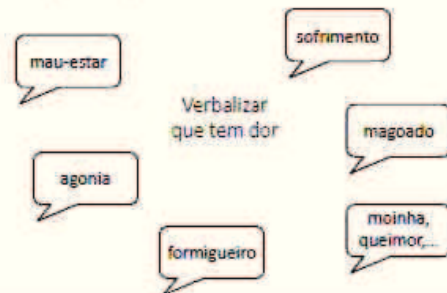 sofrimento
mau-estar
Verbalizar
que tem dor
magoado
agonia
moinha,
queimor,...
formigueiro